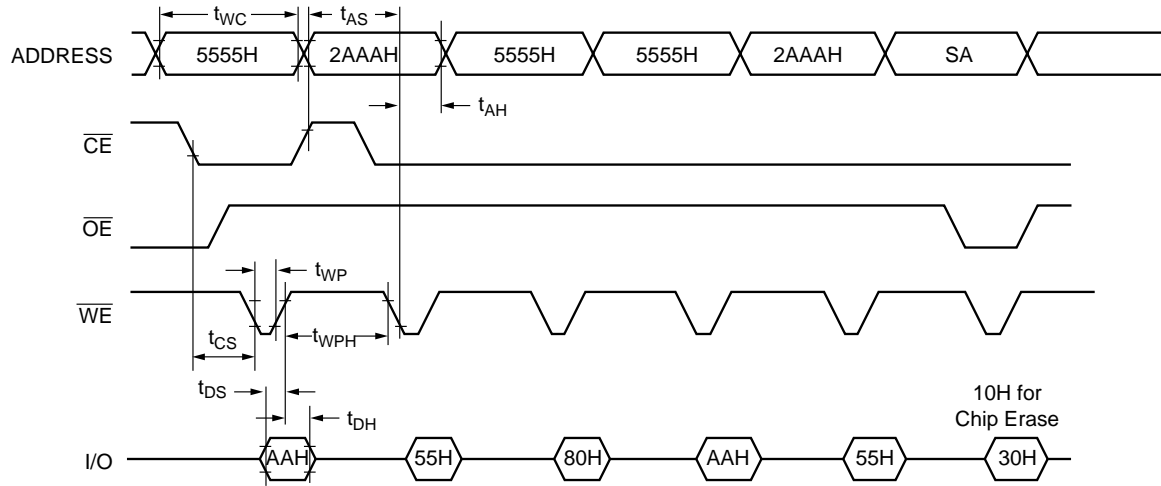 tWC
tAS
ADDRESS
5555H
2AAAH
5555H
5555H
2AAAH
SA
tAH
CE
OE
tWP
WE
tCS
tWPH
tDS
tDH
10H for
Chip Erase
I/O
AAH
55H
80H
AAH
55H
30H